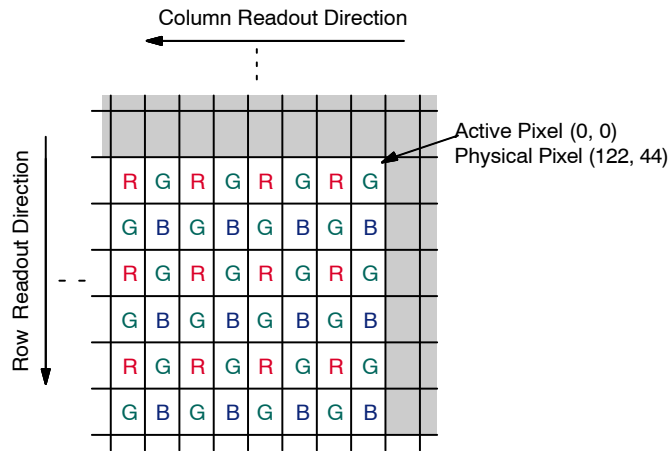 Column Readout Direction
Active Pixel (0, 0)
Physical Pixel (122, 44)
Row Readout Direction
R G R G R G R G
G B G B G B G B
R G R G R G R G
G B G B G B G B
R G R G R G R G
G B G B G B G B